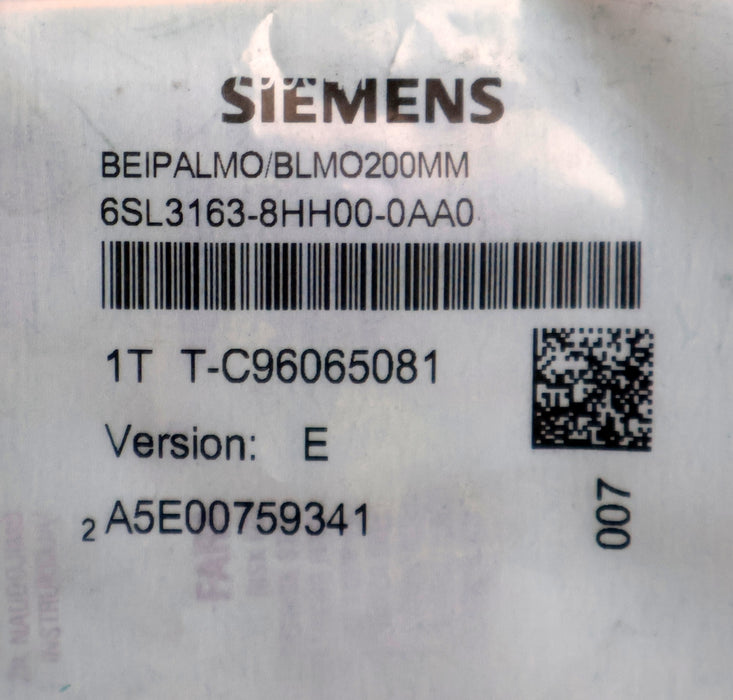 SIEMENS
BEIPALMO/BLMO200MM
6SL3163-8HH00-0AA0
1T T-C96065081
Version: E
2 A5E00759341
007